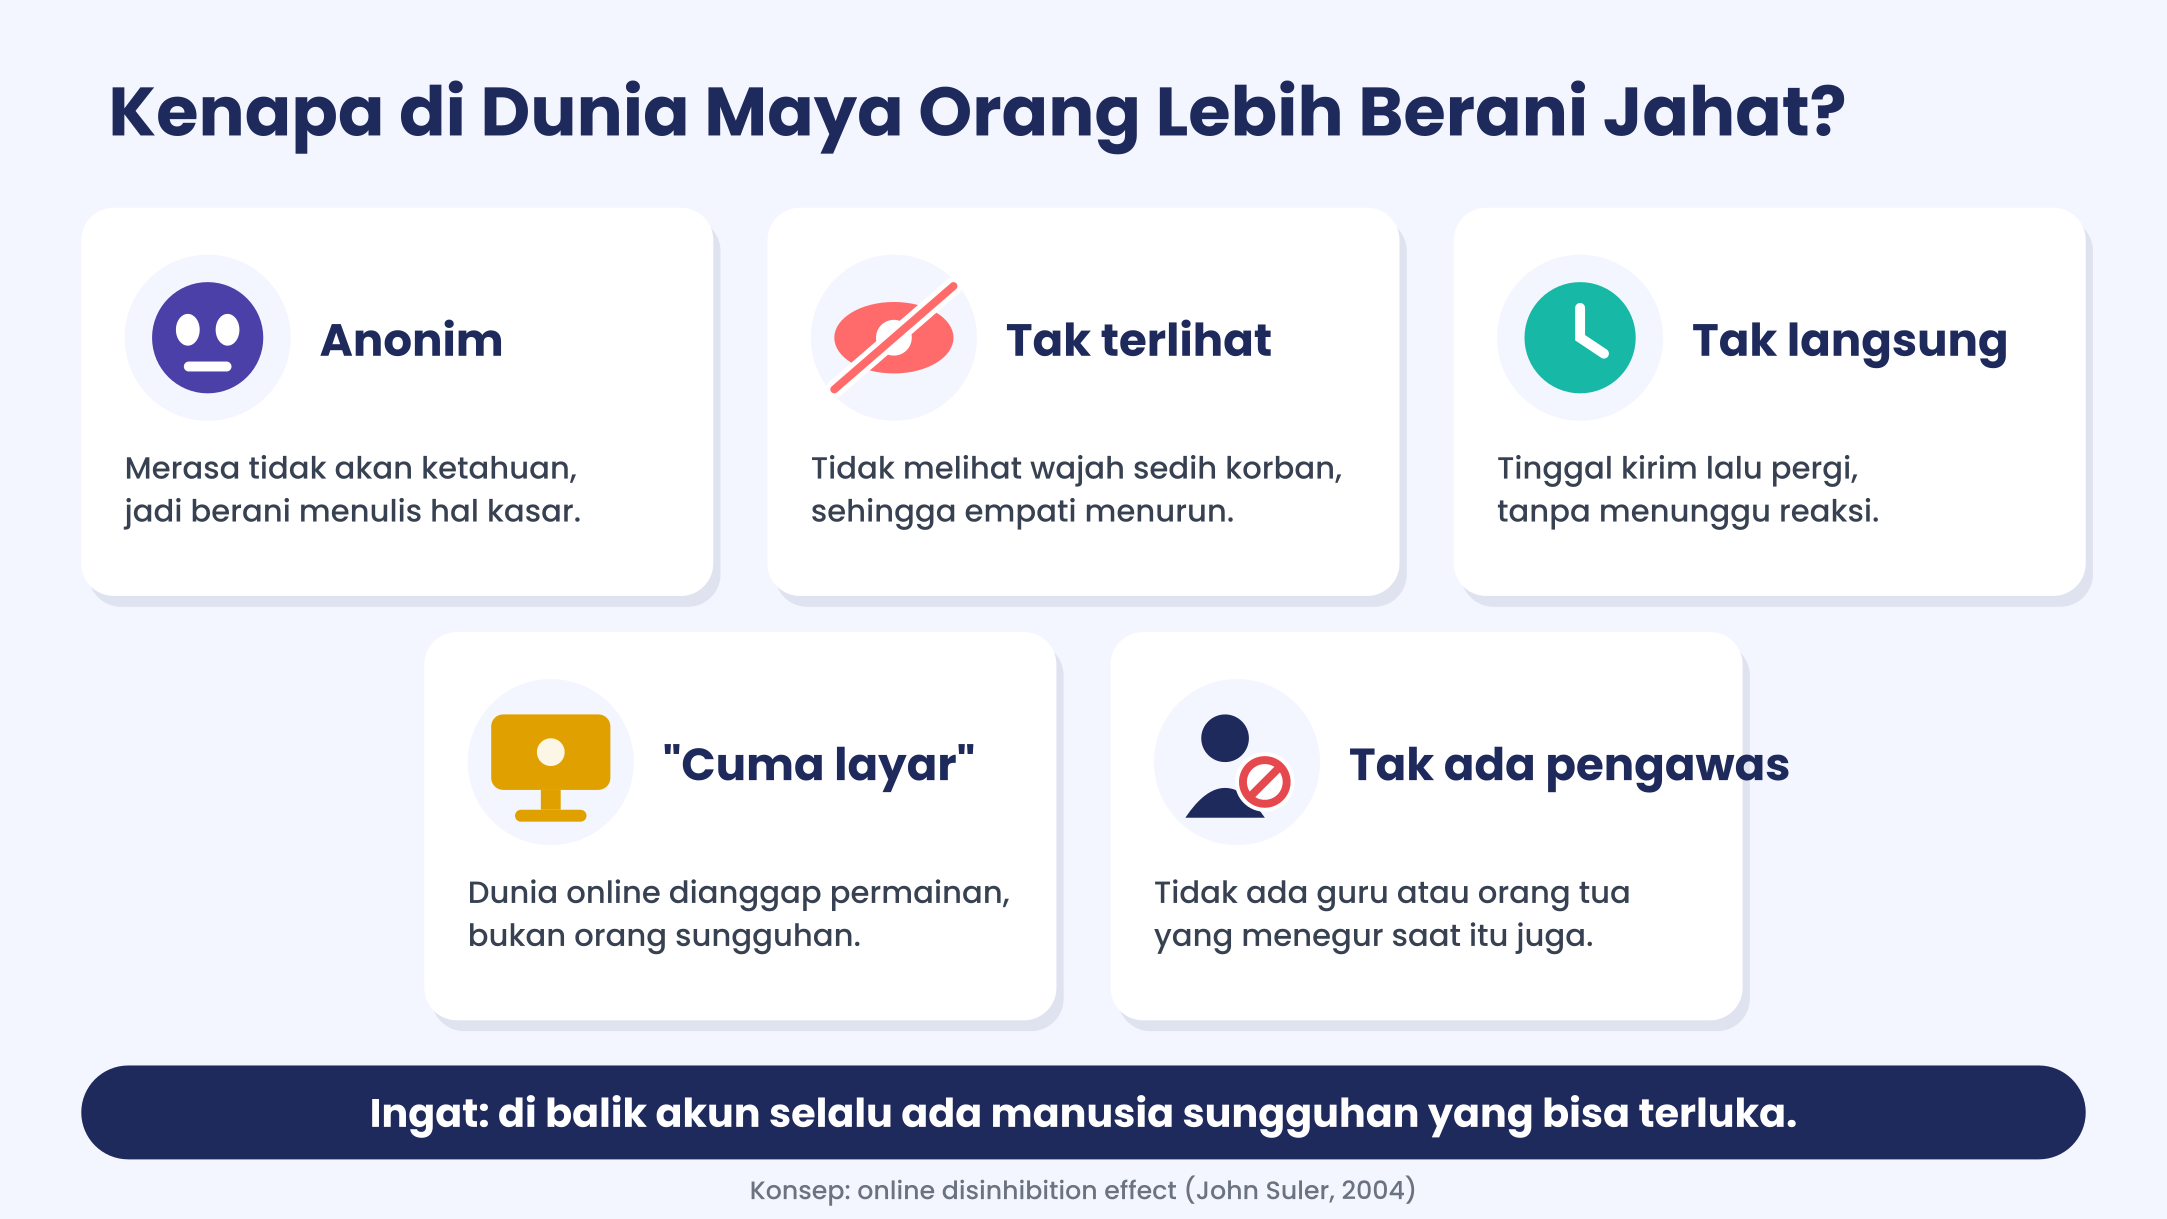 Kenapa di Dunia Maya Orang Lebih Berani Jahat?
Anonim
Merasa tidak akan ketahuan,
jadi berani menulis hal kasar.
Tak terlihat
Tidak melihat wajah sedih korban,
sehingga empati menurun.
Tak langsung
Tinggal kirim lalu pergi,
tanpa menunggu reaksi.
"Cuma layar"
Dunia online dianggap permainan,
bukan orang sungguhan.
Tak ada pengawas
Tidak ada guru atau orang tua
yang menegur saat itu juga.
Ingat: di balik akun selalu ada manusia sungguhan yang bisa terluka.
Konsep: online disinhibition effect (John Suler, 2004)